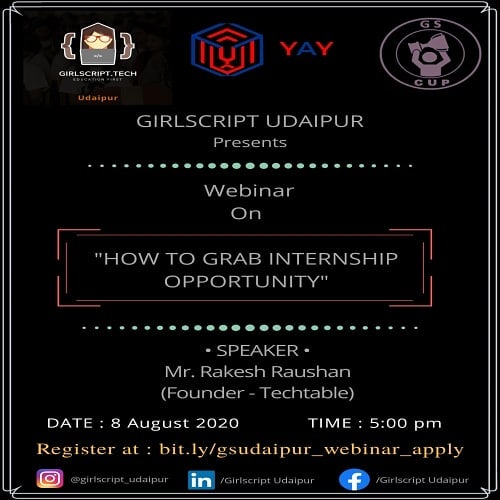 GIRLSCRIPT.TECH
EDUCATION FIRST
Udaipur
YAY
GS
CUP
GIRLSCRIPT UDAIPUR
Presents
Webinar
On
"HOW TO GRAB INTERNSHIP
OPPORTUNITY"
• SPEAKER •
Mr. Rakesh Raushan
(Founder - Techtable)
DATE : 8 August 2020 TIME : 5:00 pm
Register at : bit.ly/gsudaipur_webinar_apply
@girlscript_udaipur /Girlscript Udaipur /Girlscript Udaipur